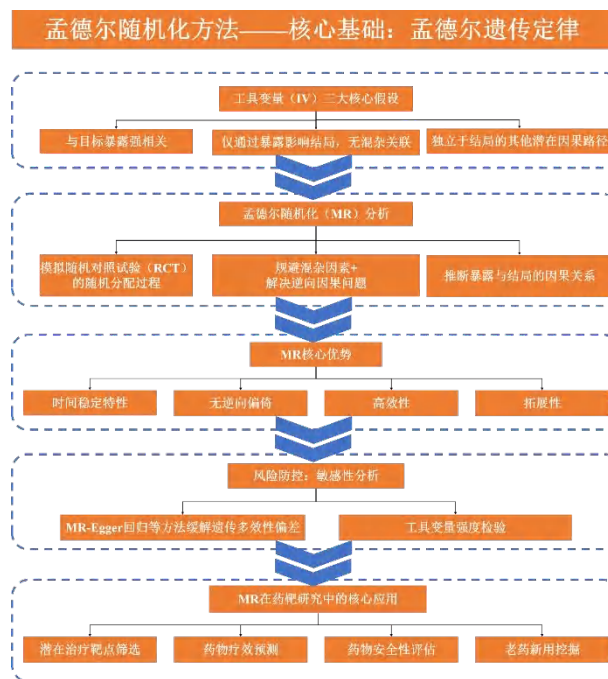 孟德尔随机化方法——核心基础：孟德尔遗传定律
工具变量（IV）三大核心假设
与目标暴露强相关
仅通过暴露影响结局，无混杂关联
独立于结局的其他潜在因果路径
孟德尔随机化（MR）分析
模拟随机对照试验（RCT）
的随机分配过程
规避混杂因素+
解决逆向因果问题
推断暴露与结局的因果关系
MR核心优势
时间稳定特性
无逆向偏倚
高效性
拓展性
风险防控：敏感性分析
MR-Egger回归等方法缓解遗传多效性偏差
工具变量强度检验
MR在药靶研究中的核心应用
潜在治疗靶点筛选
药物疗效预测
药物安全性评估
老药新用挖掘